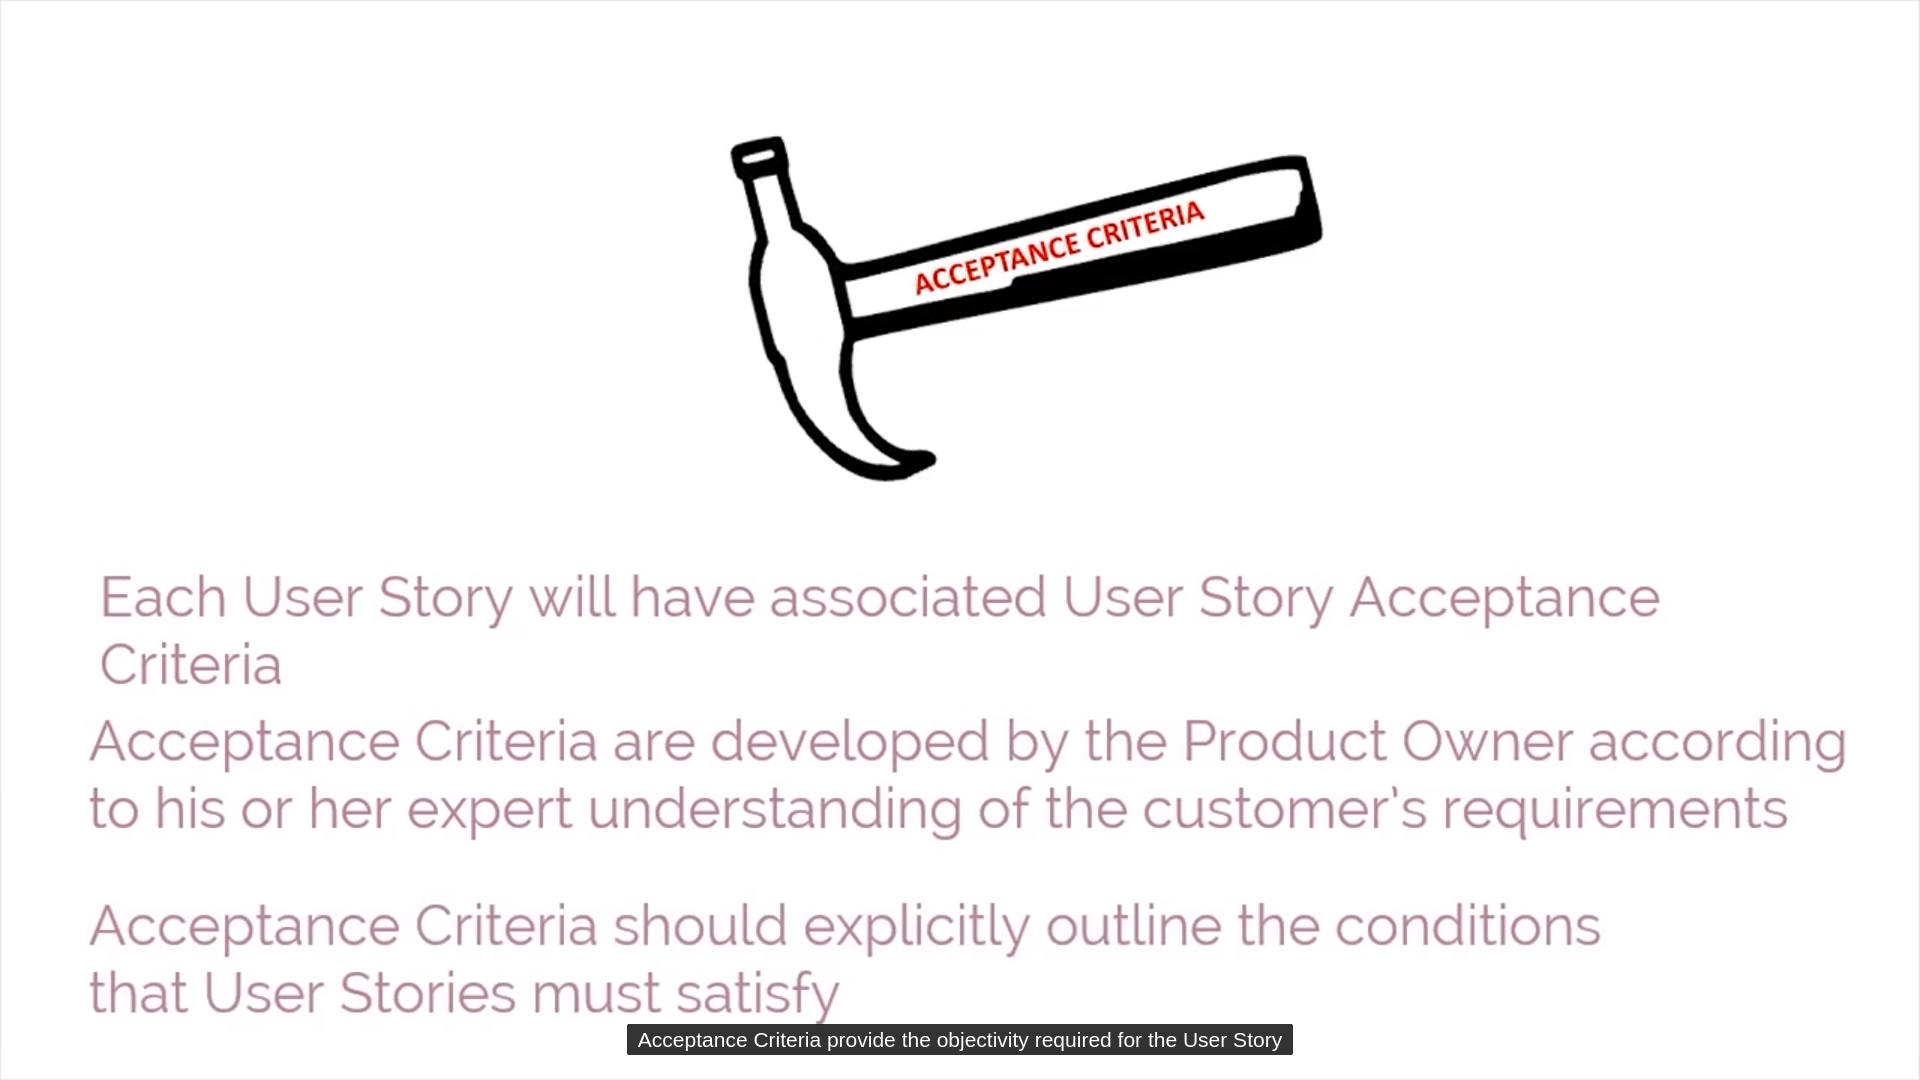 ACCEPTANCE CRITERIA
Each User Story will have associated User Story Acceptance
Criteria
Acceptance Criteria are developed by the Product Owner according
to his or her expert understanding of the customer’s requirements
Acceptance Criteria should explicitly outline the conditions
that User Stories must satisfy
Acceptance Criteria provide the objectivity required for the User Story